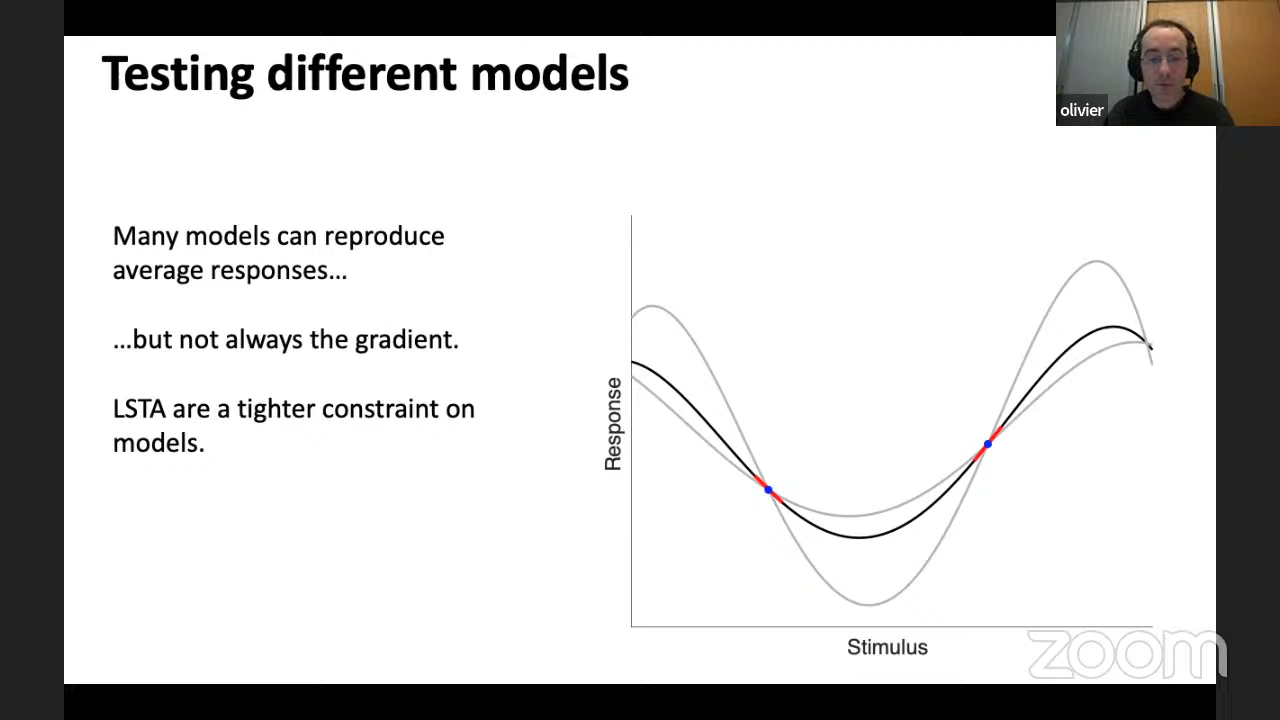 Testing different models
olivier
Many models can reproduce
average responses...
...but not always the gradient.
LSTA are a tighter constraint on
models.
Response
Stimulus
zoom